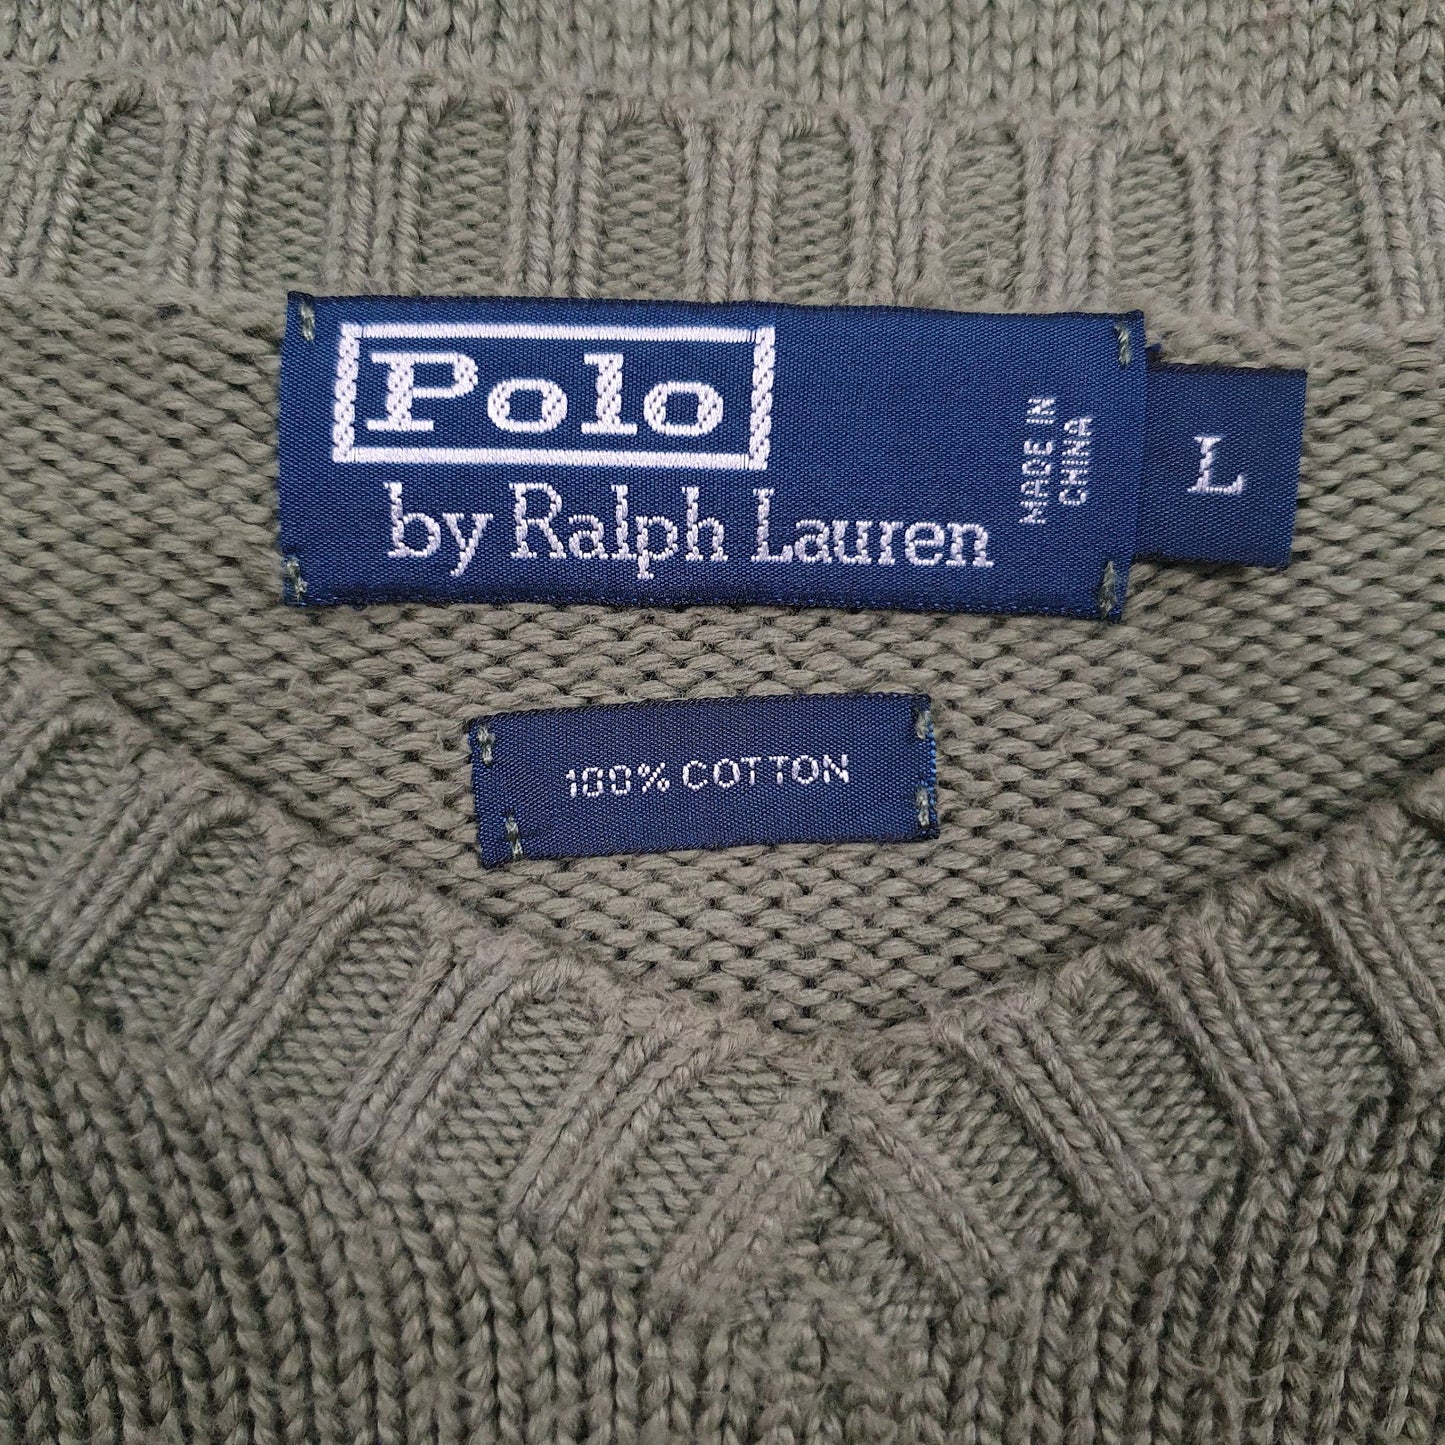 Polo
by Ralph Lauren
MADE IN
CHINA
L
100% COTTON